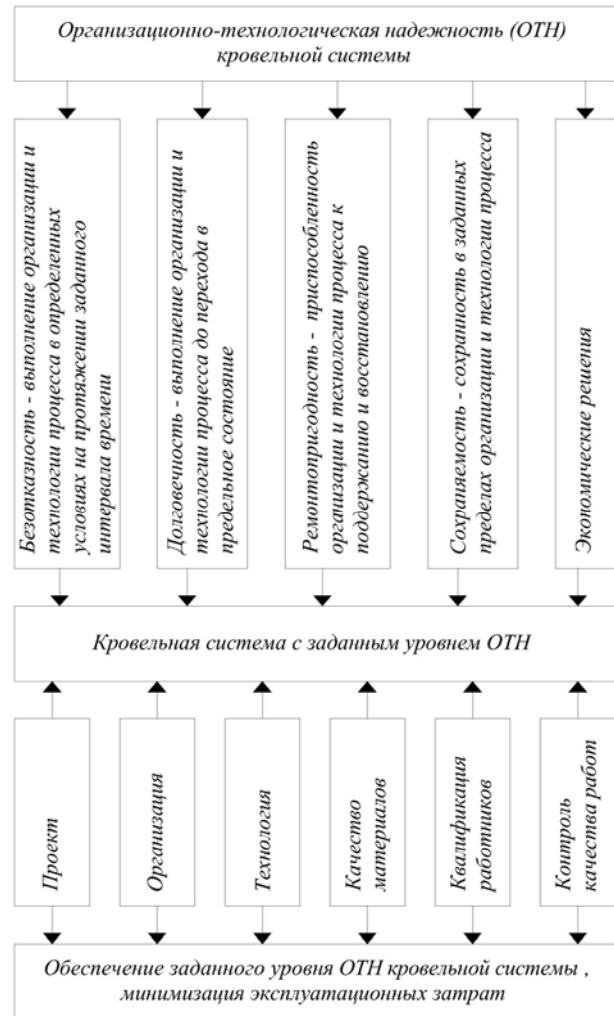 Организационно-технологическая надежность (ОТН)
кровельной системы
Безотказность - выполнение организации и
технологии процесса в определенных
условиях на протяжении заданного
интервала времени
Долговечность - выполнение организации и
технологии процесса до перехода в
предельное состояние
Ремонтопригодность - приспособленность
организации и технологии процесса к
поддержанию и восстановлению
Сохраняемость - сохранность в заданных
пределах организации и технологии процесса
Экономические решения
Кровельная система с заданным уровнем ОТН
Проект
Организация
Технология
Качество
материалов
Квалификация
работников
Контроль
качества работ
Обеспечение заданного уровня ОТН кровельной системы ,
минимизация эксплуатационных затрат